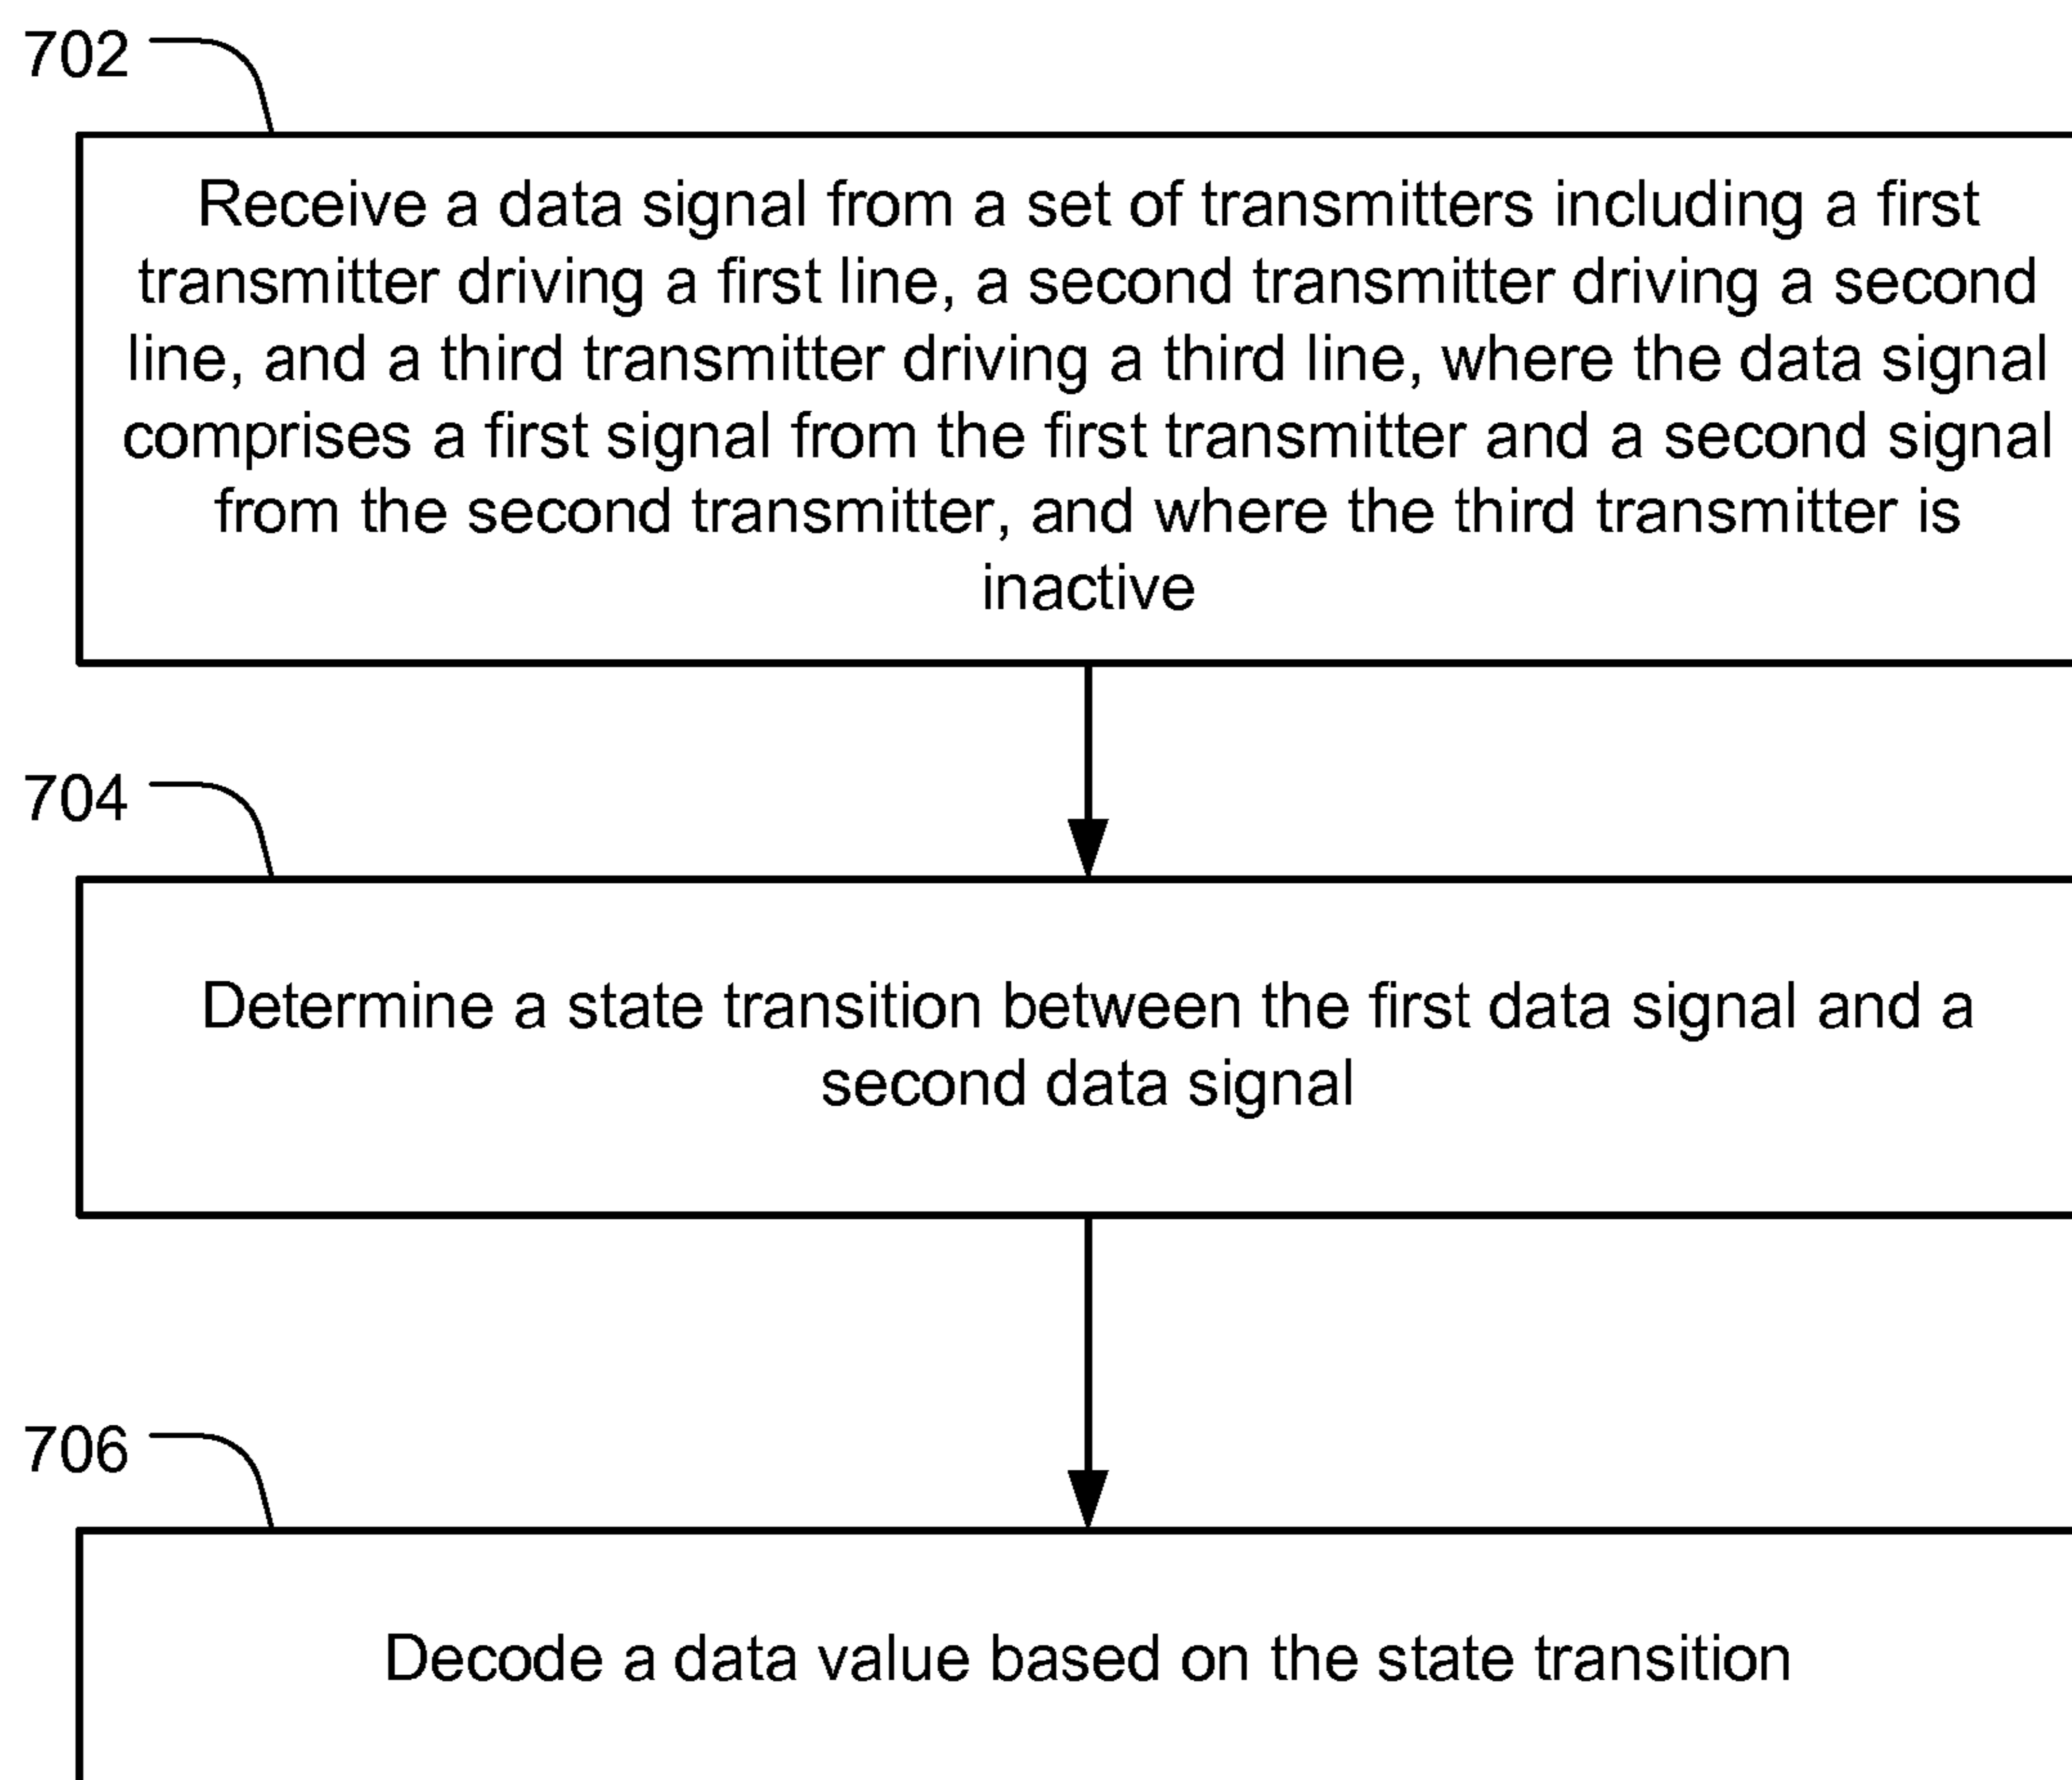 702
Receive a data signal from a set of transmitters including a first
transmitter driving a first line, a second transmitter driving a second
line, and a third transmitter driving a third line, where the data signal
comprises a first signal from the first transmitter and a second signal
from the second transmitter, and where the third transmitter is
inactive
704
Determine a state transition between the first data signal and a
second data signal
706
Decode a data value based on the state transition